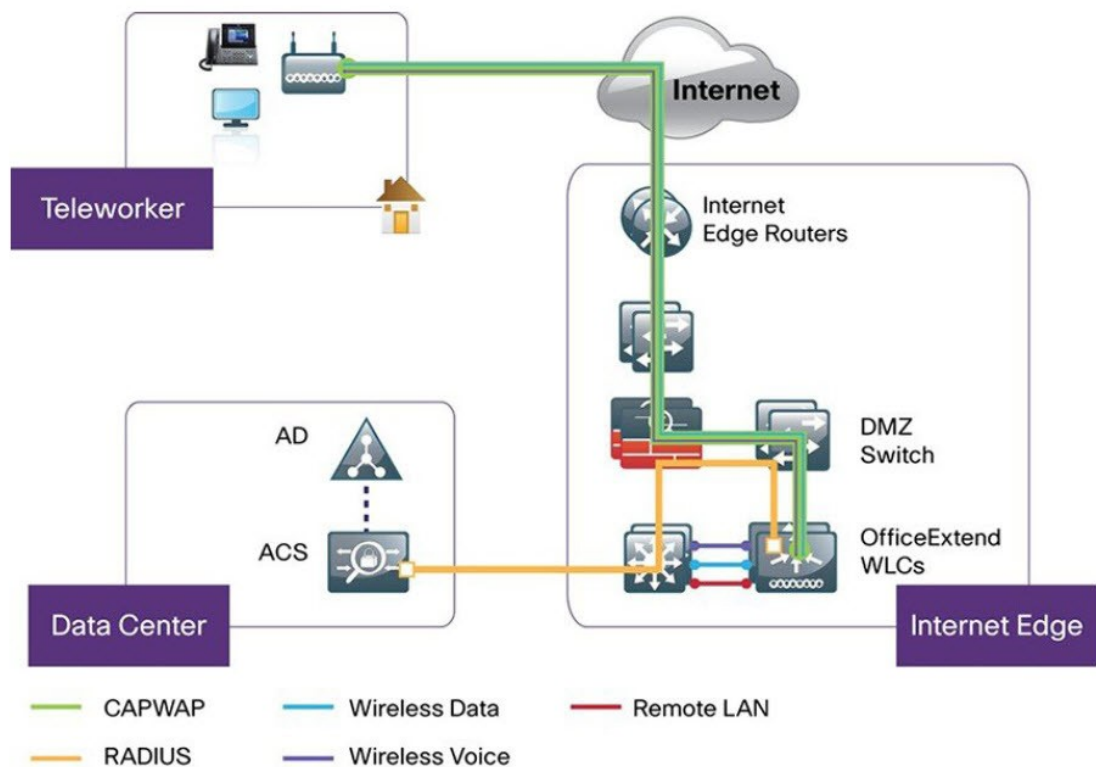 Internet
Teleworker
Internet
Edge Routers
AD
DMZ
Switch
ACS
OfficeExtend
WLCs
Data Center
Internet Edge
CAPWAP
Wireless Data
Remote LAN
RADIUS
Wireless Voice